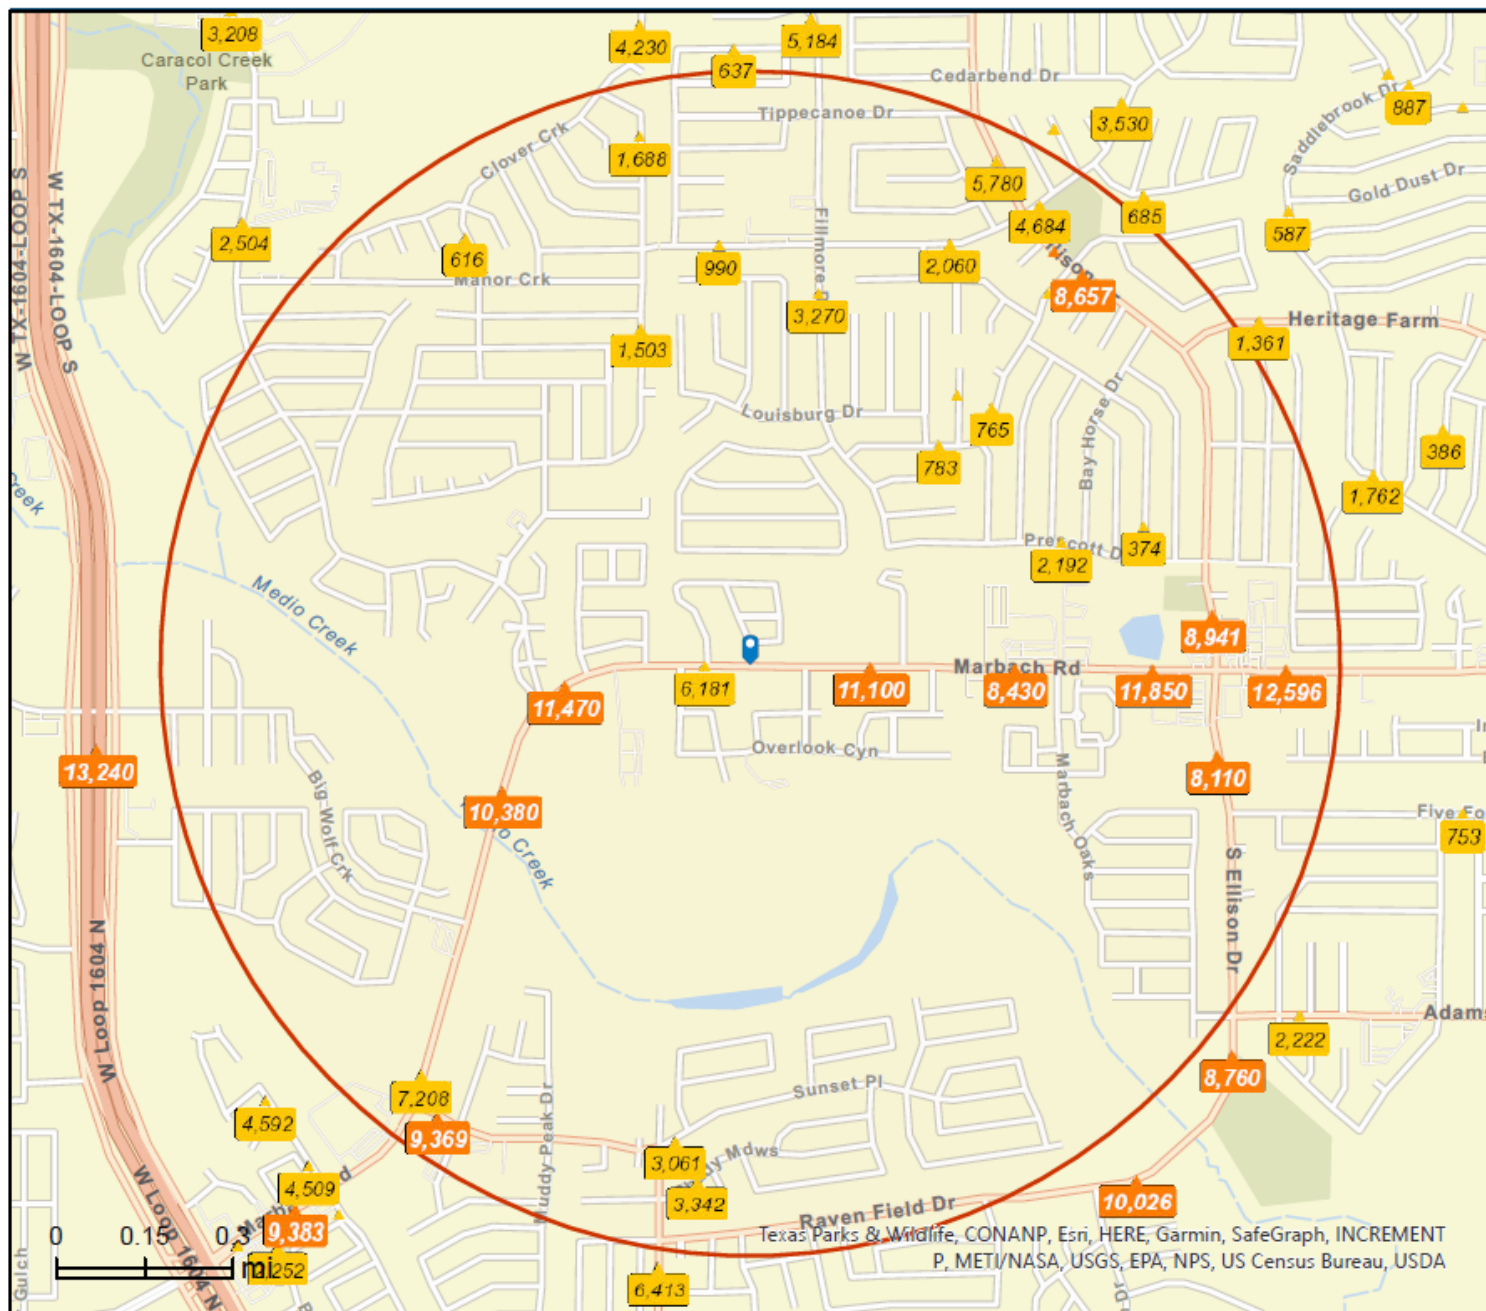 3,208
4,230
5,184
637
Caracol Creek
Park
Cedarbend Dr
Saddlebrook Dr
887
Tippecanoe Dr
3,530
Clover Crk
1,688
5,780
Gold Dust Dr
W TX-1604-LOOP S
W TX-1604-LOOP S
2,504
616
Manor Crk
990
Fillmore
2,060
4,684
685
587
8,657
3,270
Heritage Farm
1,361
1,503
Louisburg Dr
765
Bay Horse Dr
783
386
1,762
Creek
Prescott D
2,192
374
Medio Creek
8,941
6,181
Marbach Rd
11,470
11,100
8,430
11,850
12,596
Overlook Cyn
13,240
8,110
Big Wolf Crk
10,380
Creek
Marbach Oaks
Five Fo
753
S Ellison Dr
W Loop 1604 N
Adams
2,222
8,760
7,208
Sunset Pl
4,592
9,369
Muddy Peak Dr
3,061
Mdws
4,509
3,342
10,026
W Loop 1604 N
Raven Field Dr
9,383
0 0.15 0.3
mi
6,413
Gulch
Texas Parks & Wildlife, CONANP, Esri, HERE, Garmin, SafeGraph, INCREMENT
P, METI/NASA, USGS, EPA, NPS, US Census Bureau, USDA